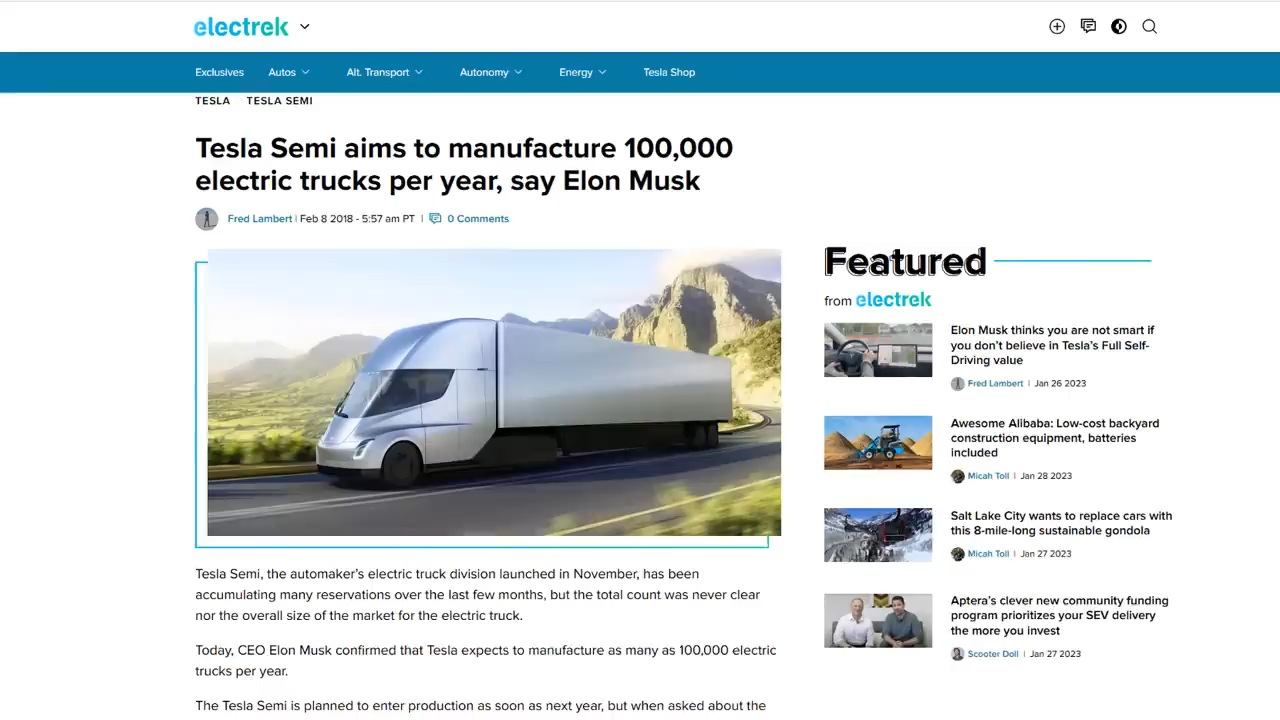 electrek
Exclusives Autos Alt. Transport Autonomy Energy Tesla Shop
TESLA TESLA SEMI
Tesla Semi aims to manufacture 100,000
electric trucks per year, say Elon Musk
Fred Lambert | Feb 8 2018 - 5:57 am PT | 0 Comments
Tesla Semi, the automaker's electric truck division launched in November, has been
accumulating many reservations over the last few months, but the total count was never clear
nor the overall size of the market for the electric truck.
Today, CEO Elon Musk confirmed that Tesla expects to manufacture as many as 100,000 electric
trucks per year.
The Tesla Semi is planned to enter production as soon as next year, but when asked about the
Featured
from electrek
Elon Musk thinks you are not smart if
you don't believe in Tesla's Full Self-
Driving value
Fred Lambert | Jan 26 2023
Awesome Alibaba: Low-cost backyard
construction equipment, batteries
included
Micah Toll | Jan 28 2023
Salt Lake City wants to replace cars with
this 8-mile-long sustainable gondola
Micah Toll | Jan 27 2023
Aptera's clever new community funding
program prioritizes your SEV delivery
the more you invest
Scooter Doll | Jan 27 2023